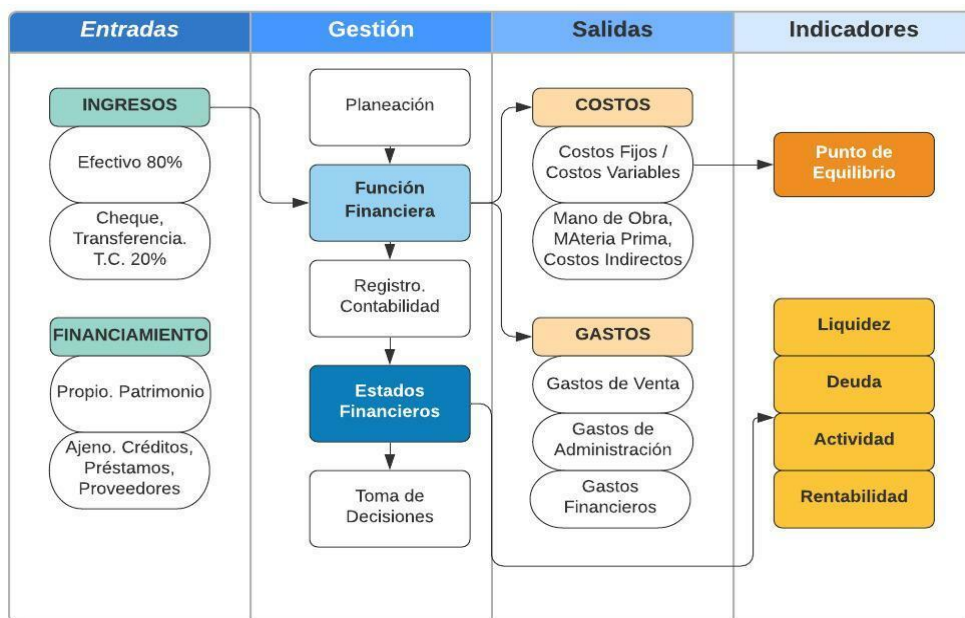 Entradas
Gestión
Salidas
Indicadores
INGRESOS
Efectivo 80%
Cheque,
Transferencia.
T.C. 20%
FINANCIAMIENTO
Propio. Patrimonio
Ajeno. Créditos,
Préstamos,
Proveedores
Planeación
Función
Financiera
Registro.
Contabilidad
Estados
Financieros
Toma de
Decisiones
COSTOS
Costos Fijos /
Costos Variables
Mano de Obra,
MAteria Prima,
Costos Indirectos
GASTOS
Gastos de Venta
Gastos de
Administración
Gastos
Financieros
Punto de
Equilibrio
Liquidez
Deuda
Actividad
Rentabilidad